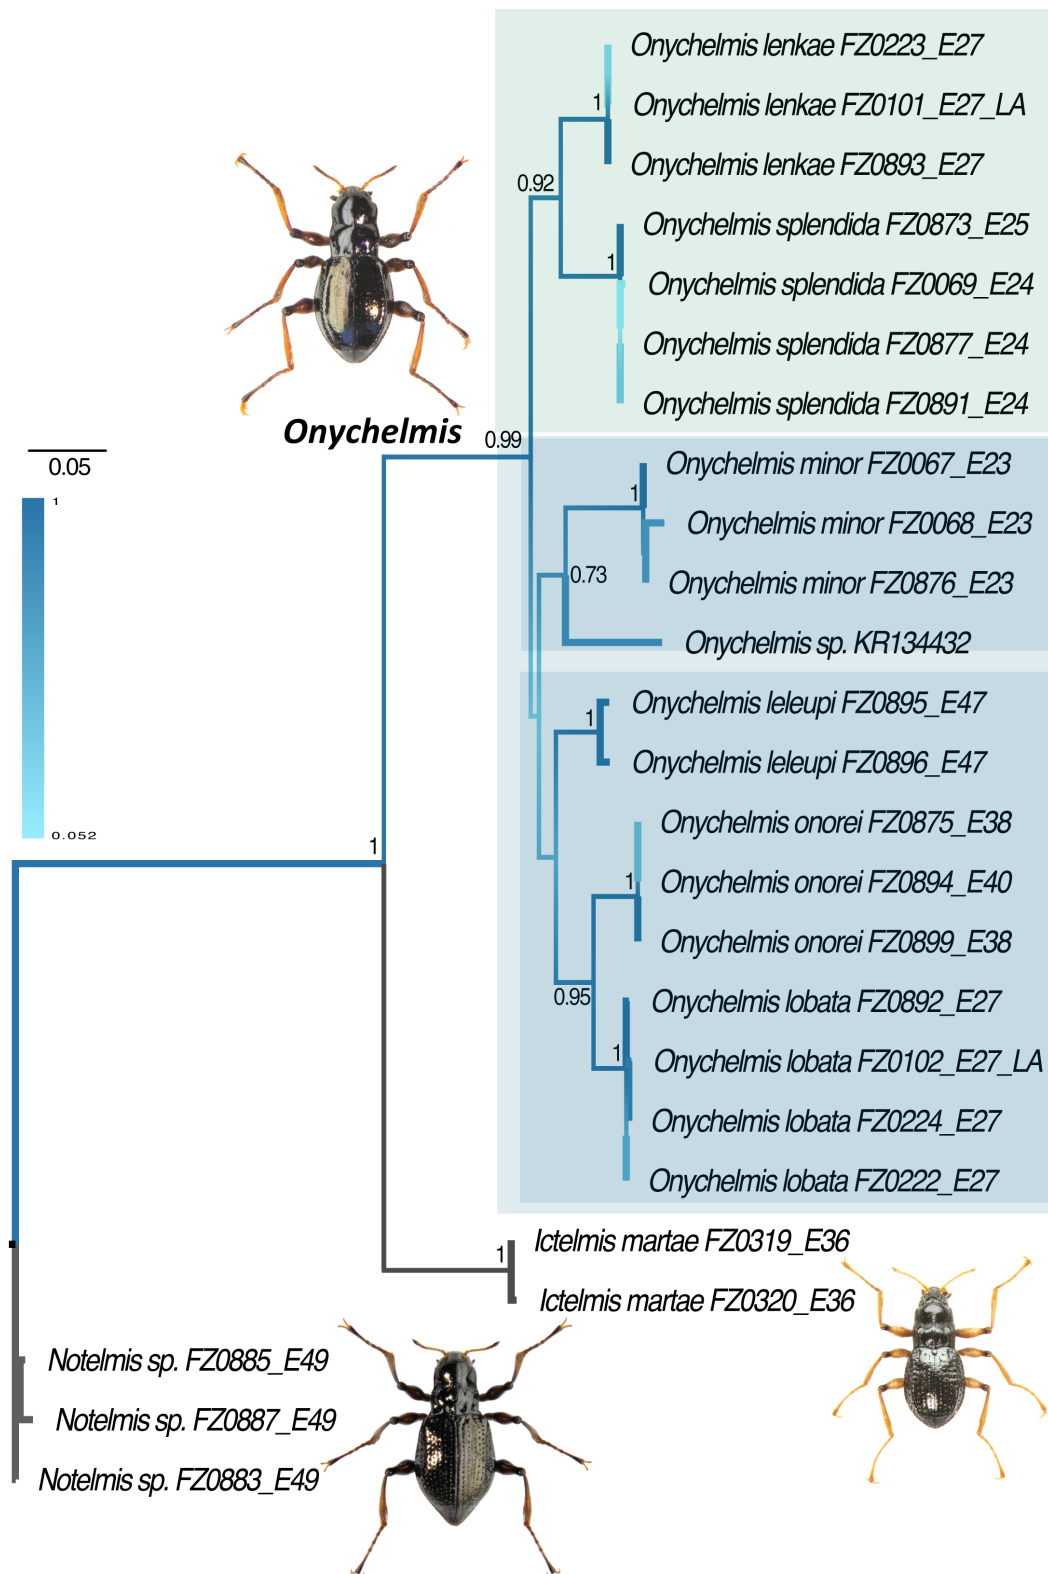 Onychelmis lenkae FZ0223_E27
1
Onychelmis lenkae FZ0101_E27_LA
Onychelmis lenkae FZ0893_E27
0.92
Onychelmis splendida FZ0873_E25
1
Onychelmis splendida FZ0069_E24
Onychelmis splendida FZ0877_E24
Onychelmis splendida FZ0891_E24
Onychelmis
0.99
0.05
1
0.052
Onychelmis minor FZ0067_E23
1
Onychelmis minor FZ0068_E23
0.73
Onychelmis minor FZ0876_E23
Onychelmis sp. KR134432
Onychelmis leleupi FZ0895_E47
1
Onychelmis leleupi FZ0896_E47
Onychelmis onorei FZ0875_E38
1
1
Onychelmis onorei FZ0894_E40
Onychelmis onorei FZ0899_E38
0.95
Onychelmis lobata FZ0892_E27
1
Onychelmis lobata FZ0102_E27_LA
Onychelmis lobata FZ0224_E27
Onychelmis lobata FZ0222_E27
1
Ictelmis martae FZ0319_E36
Ictelmis martae FZ0320_E36
Notelmis sp. FZ0885_E49
Notelmis sp. FZ0887_E49
Notelmis sp. FZ0883_E49